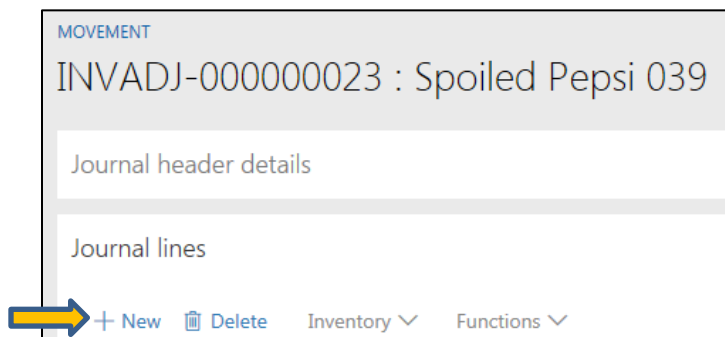 MOVEMENT
INVADJ-000000023 : Spoiled Pepsi 039
Journal header details
Journal lines
+ New Delete Inventory Functions